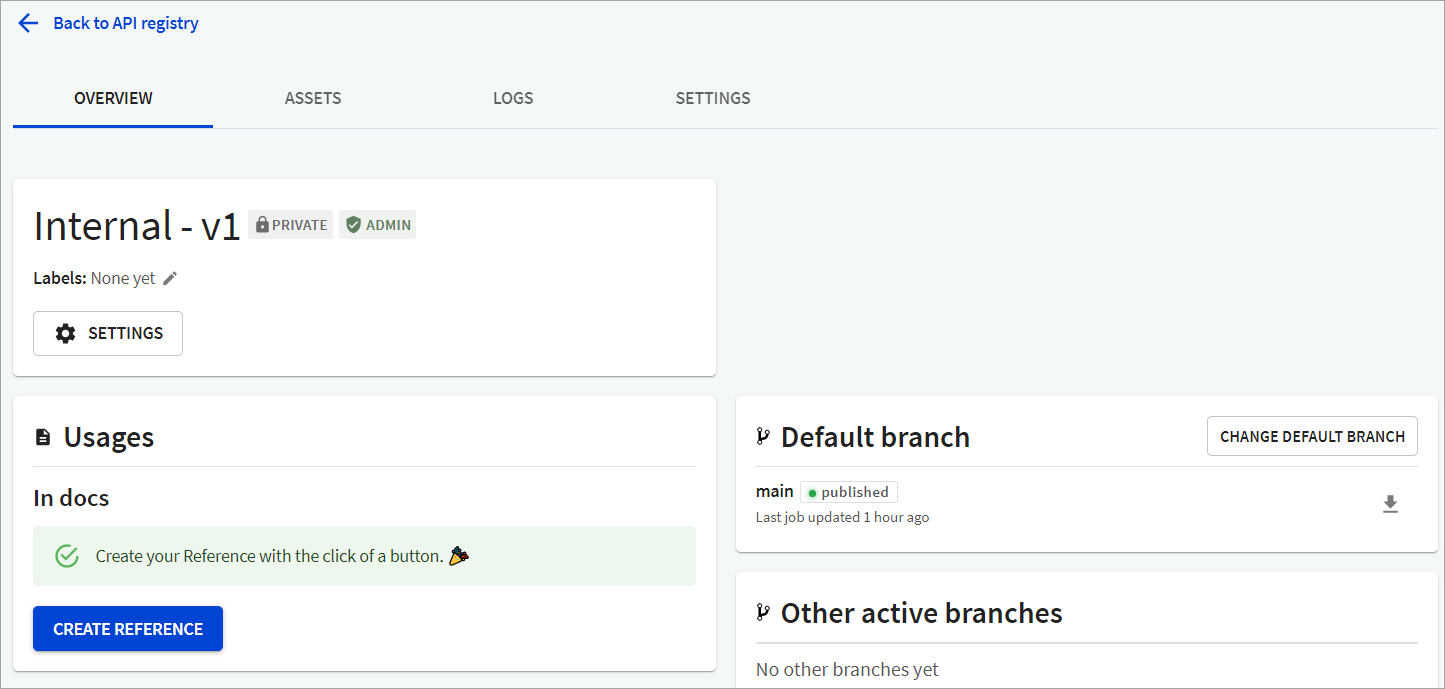 Back to API registry
OVERVIEW
ASSETS
LOGS
SETTINGS
Internal - v1 PRIVATE ADMIN
Labels: None yet
SETTINGS
Usages
In docs
Create your Reference with the click of a button. 🎉
CREATE REFERENCE
Default branch
CHANGE DEFAULT BRANCH
main published
Last job updated 1 hour ago
Other active branches
No other branches yet